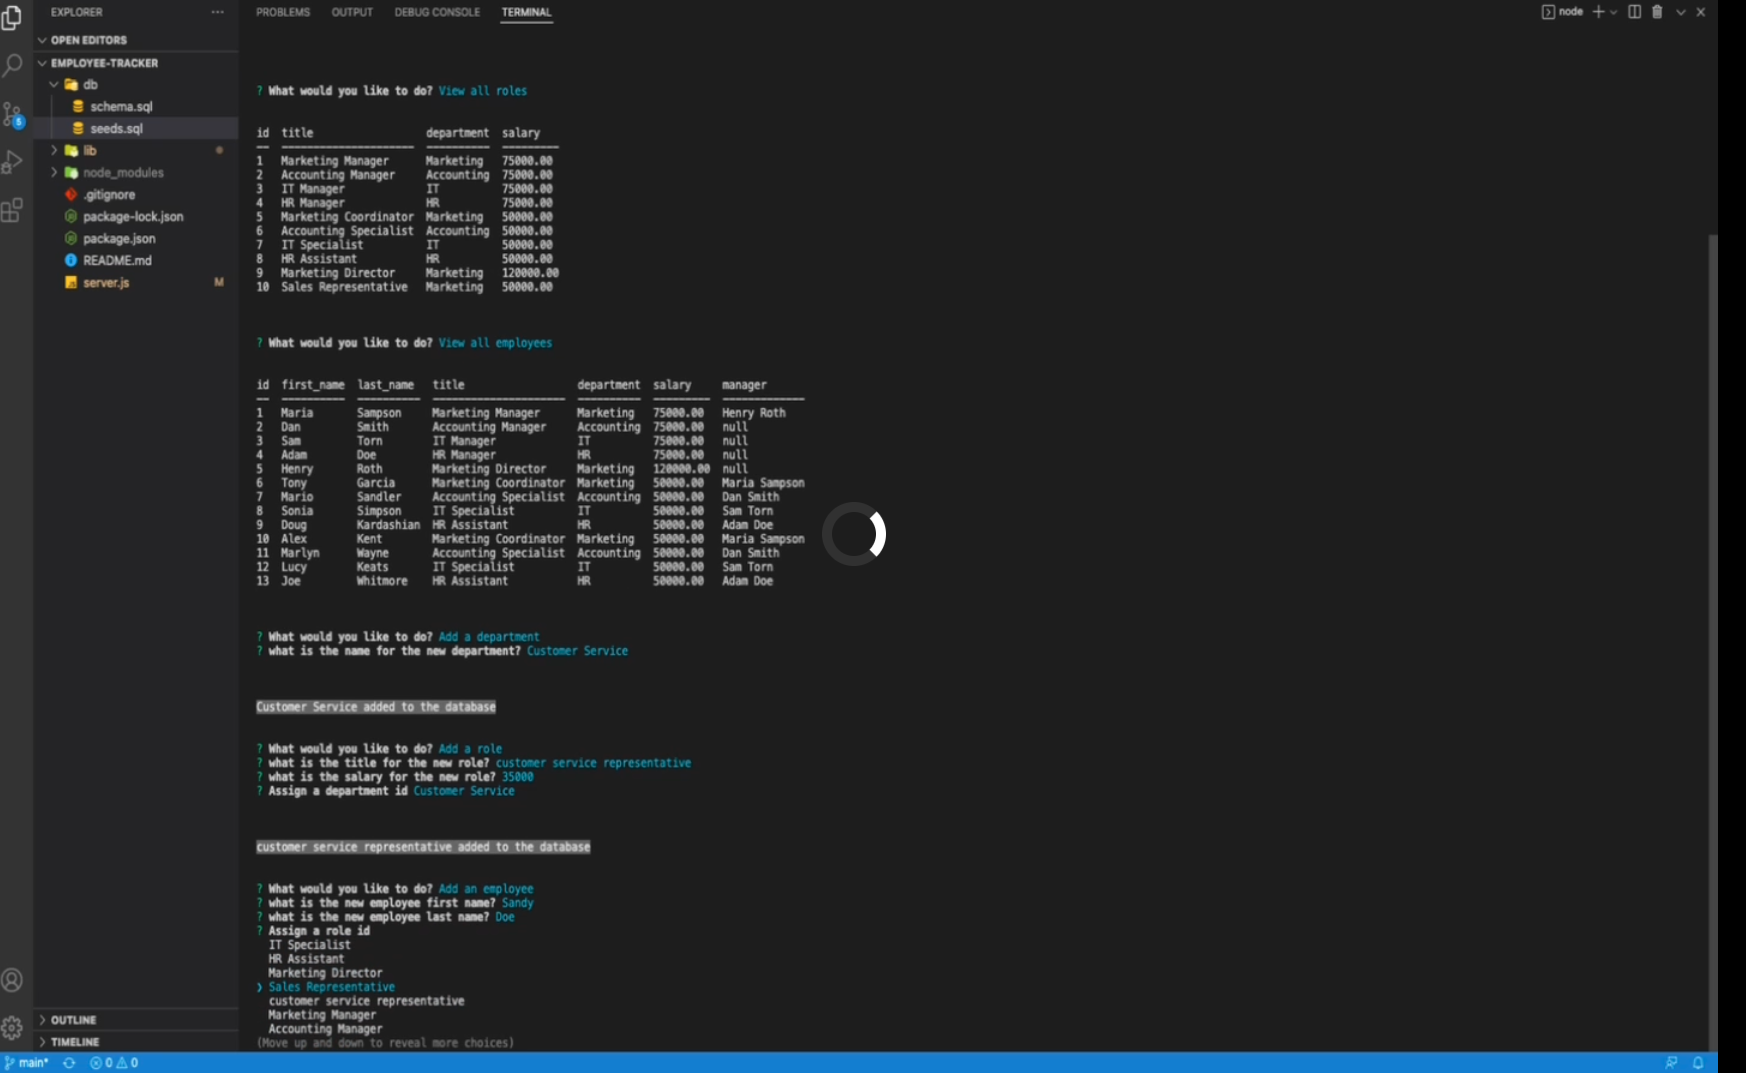 EXPLORER ···
PROBLEMS OUTPUT DEBUG CONSOLE TERMINAL
node
OPEN EDITORS
EMPLOYEE-TRACKER
db
schema.sql
seeds.sql
lib
node_modules
.gitignore
package-lock.json
package.json
README.md
server.js M
5
OUTLINE
TIMELINE
? What would you like to do? View all roles
id title department salary
1 Marketing Manager Marketing 75000.00
2 Accounting Manager Accounting 75000.00
3 IT Manager IT 75000.00
4 HR Manager HR 75000.00
5 Marketing Coordinator Marketing 50000.00
6 Accounting Specialist Accounting 50000.00
7 IT Specialist IT 50000.00
8 HR Assistant HR 50000.00
9 Marketing Director Marketing 120000.00
10 Sales Representative Marketing 50000.00
? What would you like to do? View all employees
id first_name last_name title department salary manager
1 Maria Sampson Marketing Manager Marketing 75000.00 Henry Roth
2 Dan Smith Accounting Manager Accounting 75000.00 null
3 Sam Torn IT Manager IT 75000.00 null
4 Adam Doe HR Manager HR 75000.00 null
5 Henry Roth Marketing Director Marketing 120000.00 null
6 Tony Garcia Marketing Coordinator Marketing 50000.00 Maria Sampson
7 Mario Sandler Accounting Specialist Accounting 50000.00 Dan Smith
8 Sonia Simpson IT Specialist IT 50000.00 Sam Torn
9 Doug Kardashian HR Assistant HR 50000.00 Adam Doe
10 Alex Kent Marketing Coordinator Marketing 50000.00 Maria Sampson
11 Marlyn Wayne Accounting Specialist Accounting 50000.00 Dan Smith
12 Lucy Keats IT Specialist IT 50000.00 Sam Torn
13 Joe Whitmore HR Assistant HR 50000.00 Adam Doe
? What would you like to do? Add a department
? what is the name for the new department? Customer Service
Customer Service added to the database
? What would you like to do? Add a role
? what is the title for the new role? customer service representative
? what is the salary for the new role? 35000
? Assign a department id Customer Service
customer service representative added to the database
? What would you like to do? Add an employee
? what is the new employee first name? Sandy
? what is the new employee last name? Doe
? Assign a role id
IT Specialist
HR Assistant
Marketing Director
❯ Sales Representative
customer service representative
Marketing Manager
Accounting Manager
(Move up and down to reveal more choices)
main* 0 0